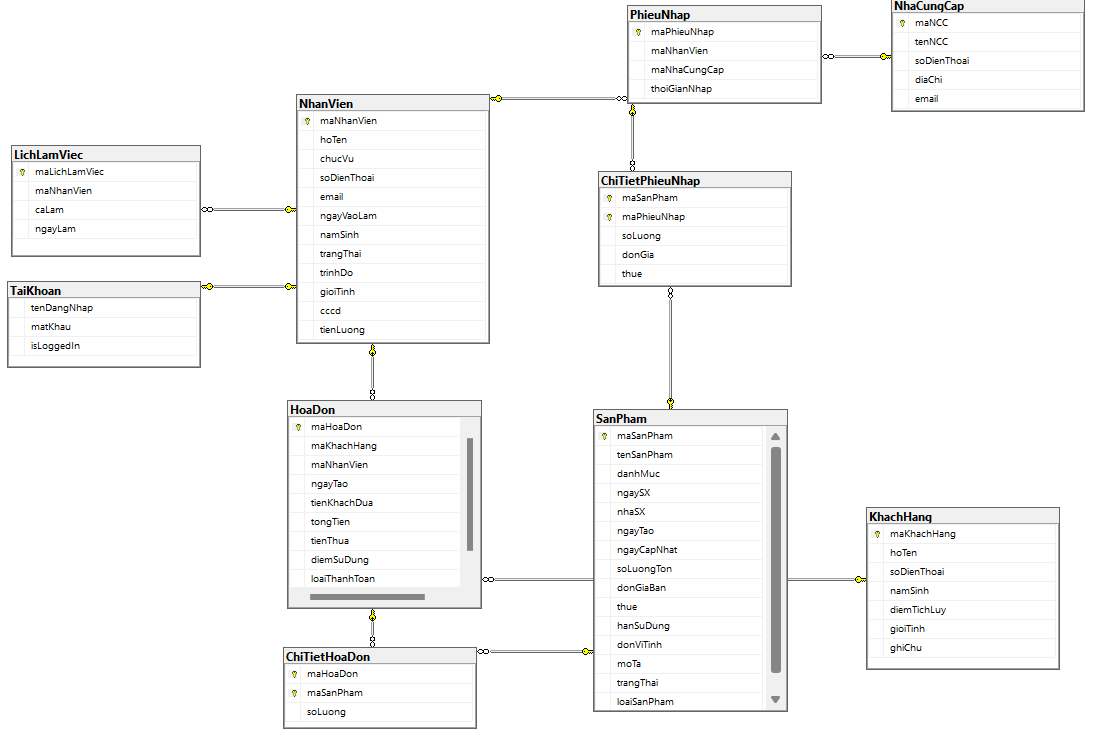 PhieuNhap
maPhieuNhap
maNhanVien
maNhaCungCap
thoiGianNhap
NhaCungCap
maNCC
tenNCC
soDienThoai
diaChi
email
NhanVien
maNhanVien
hoTen
chucVu
soDienThoai
email
ngayVaoLam
namSinh
trangThai
trinhDo
gioiTinh
cccd
tienLuong
LichLamViec
maLichLamViec
maNhanVien
caLam
ngayLam
ChiTietPhieuNhap
maSanPham
maPhieuNhap
soLuong
donGia
thue
TaiKhoan
tenDangNhap
matKhau
isLoggedIn
HoaDon
maHoaDon
maKhachHang
maNhanVien
ngayTao
tienKhachDua
tongTien
tienThua
diemSuDung
loaiThanhToan
SanPham
maSanPham
tenSanPham
danhMuc
ngaySX
nhaSX
ngayTao
ngayCapNhat
soLuongTon
donGiaBan
thue
hanSuDung
donViTinh
moTa
trangThai
loaiSanPham
KhachHang
maKhachHang
hoTen
soDienThoai
namSinh
diemTichLuy
gioiTinh
ghiChu
ChiTietHoaDon
maHoaDon
maSanPham
soLuong